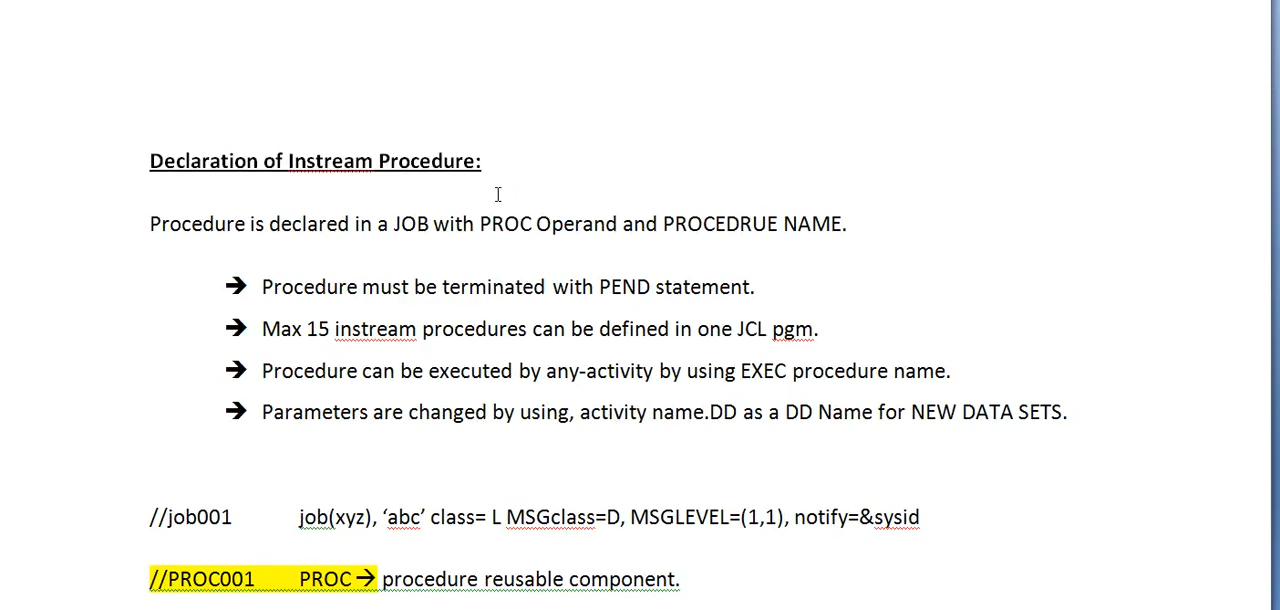 Declaration of Instream Procedure:
Procedure is declared in a JOB with PROC Operand and PROCEDRUE NAME.
➔ Procedure must be terminated with PEND statement.
➔ Max 15 instream procedures can be defined in one JCL pgm.
➔ Procedure can be executed by any-activity by using EXEC procedure name.
➔ Parameters are changed by using, activity name.DD as a DD Name for NEW DATA SETS.
//job001 job(xyz), ‘abc’ class= L MSGclass=D, MSGLEVEL=(1,1), notify=&sysid
//PROC001 PROC ➔ procedure reusable component.